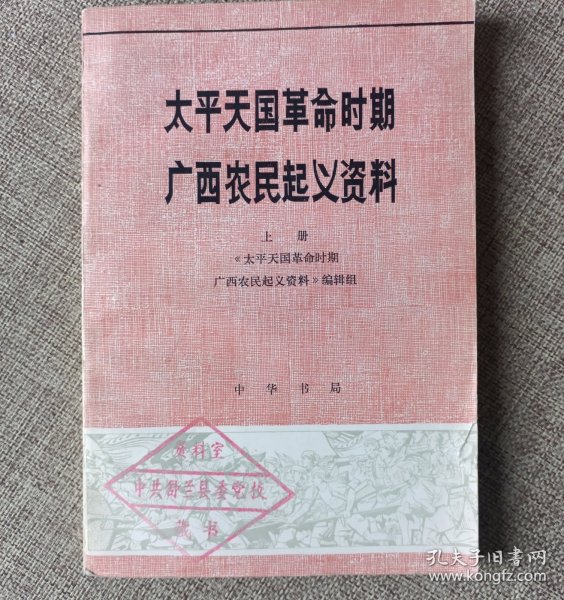 太平天国革命时期
广西农民起义资料
上册
《太平天国革命时期
广西农民起义资料》编辑组
中华书局
资料室
中共舒兰县委党校
藏书
孔夫子旧书网
www.kongfz.com